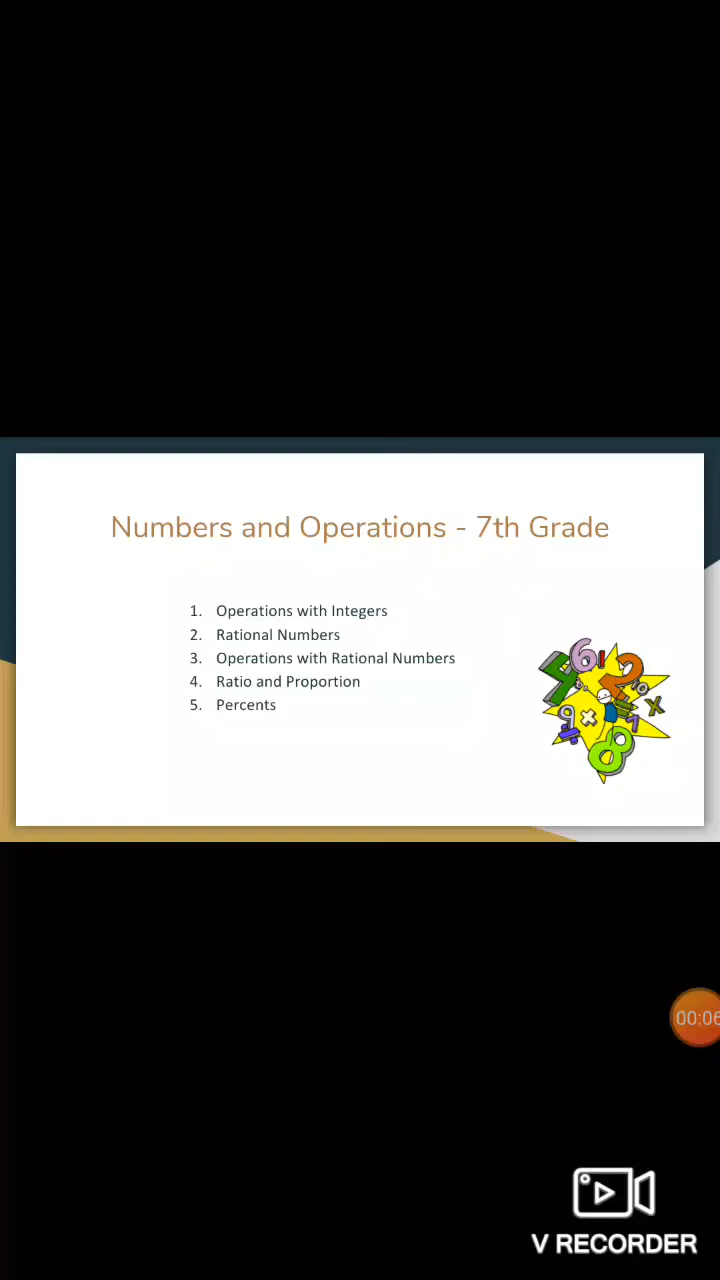 Numbers and Operations - 7th Grade
1. Operations with Integers
2. Rational Numbers
3. Operations with Rational Numbers
4. Ratio and Proportion
5. Percents
00:06
V RECORDER